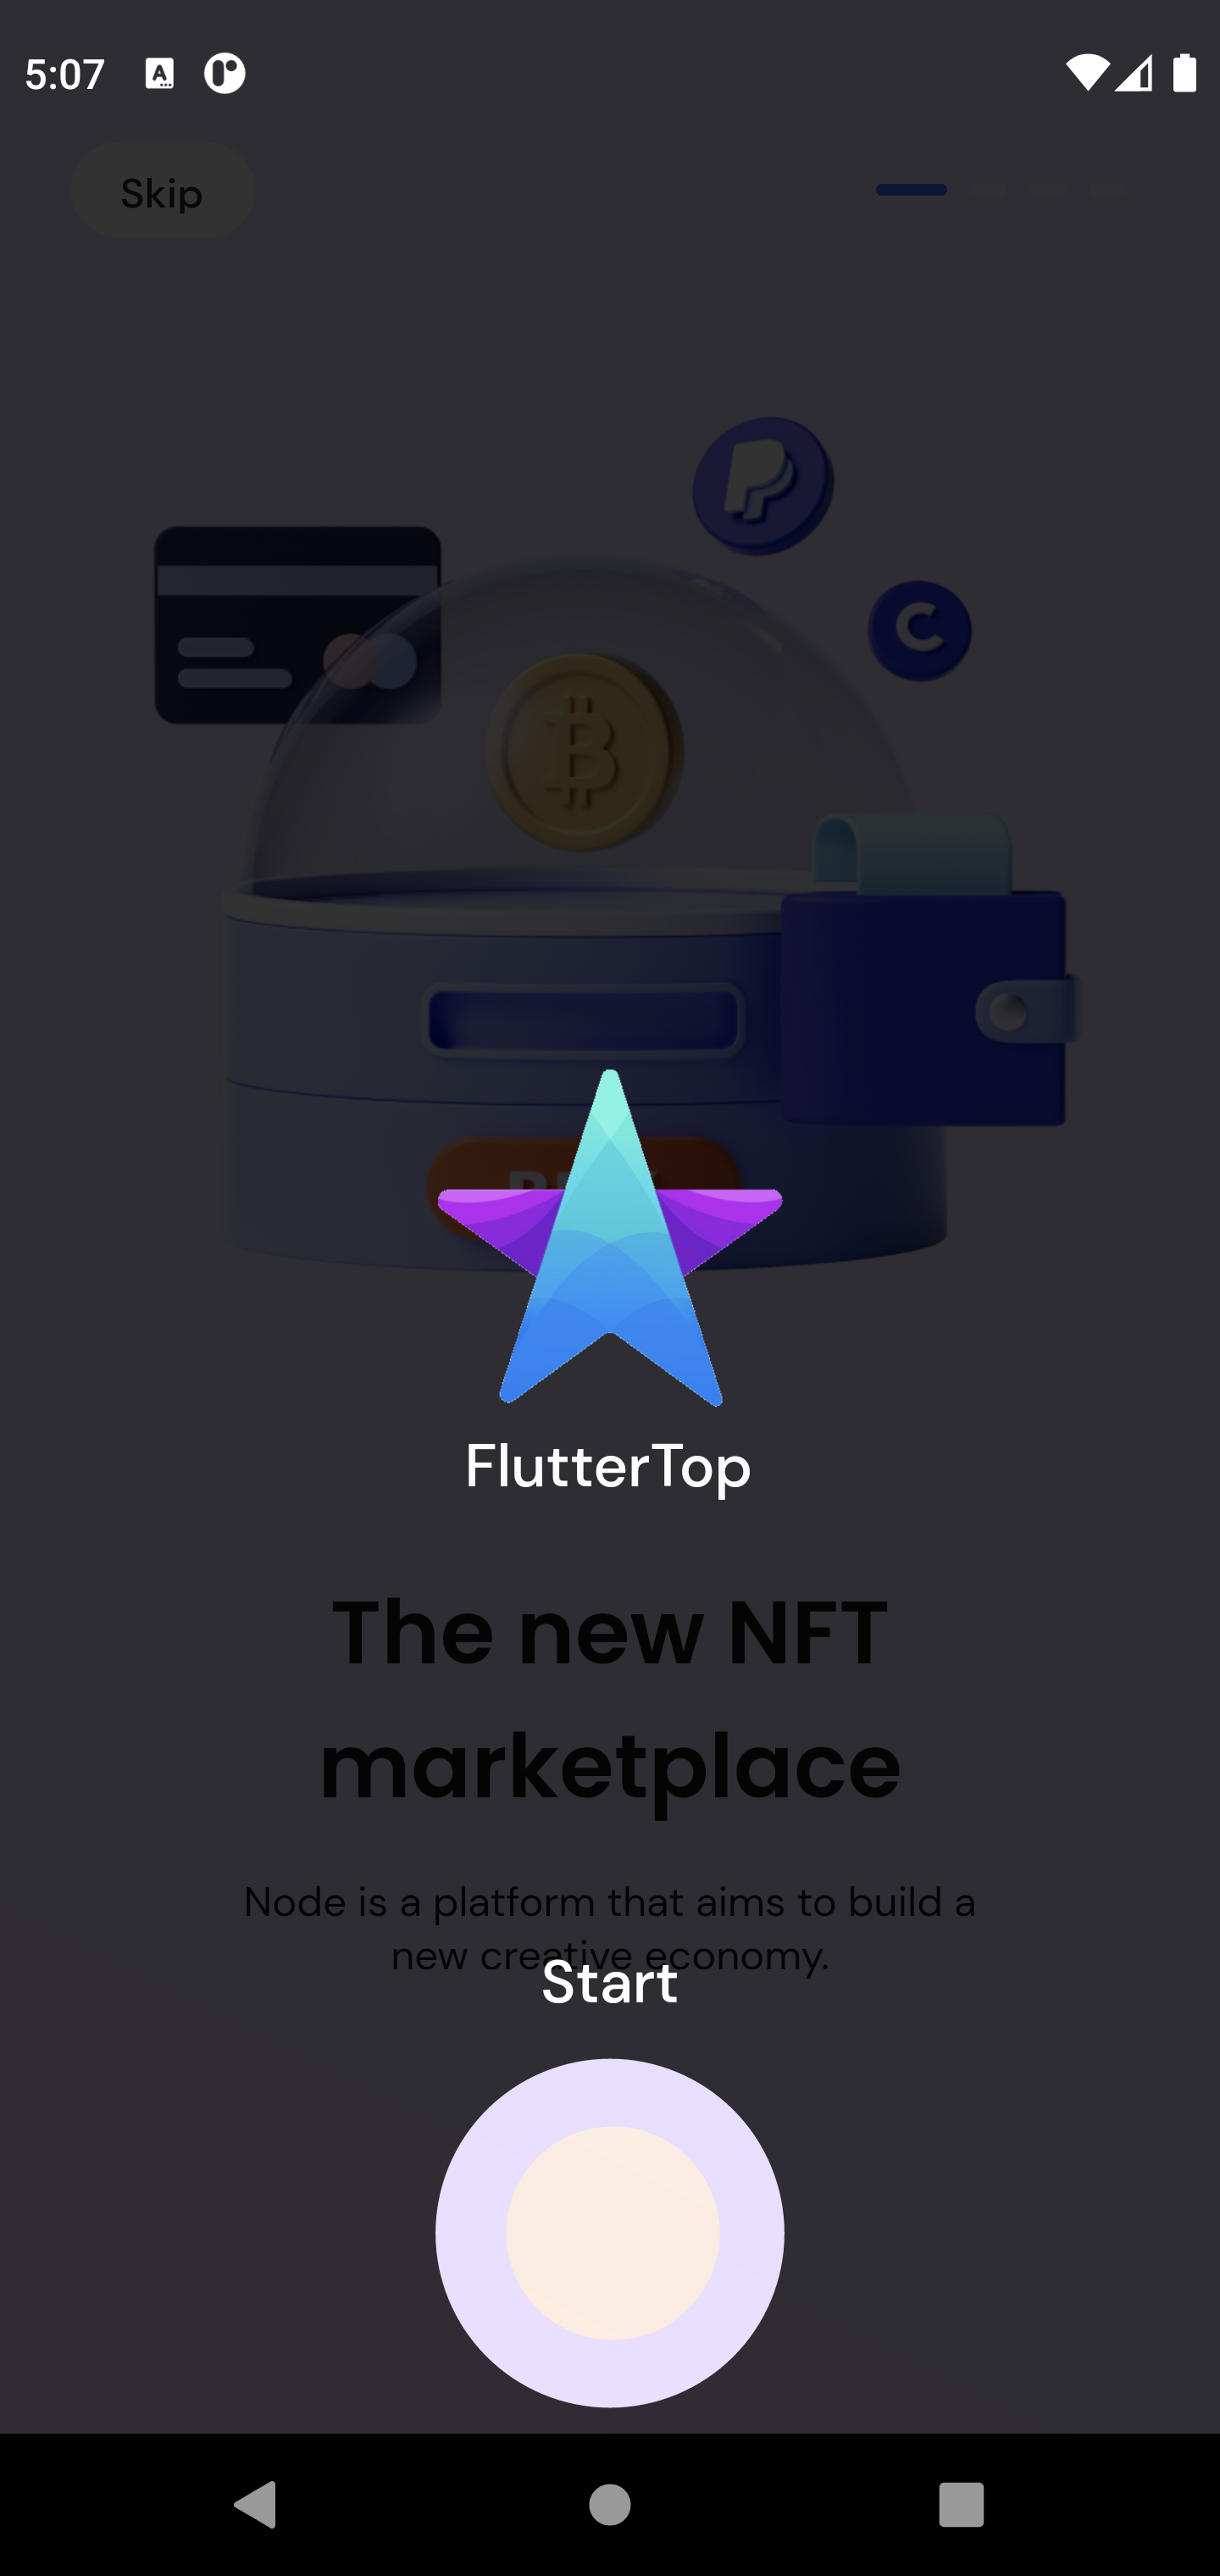 5:07
Skip
FlutterTop
The new NFT
marketplace
Node is a platform that aims to build a
new creative economy.
Start